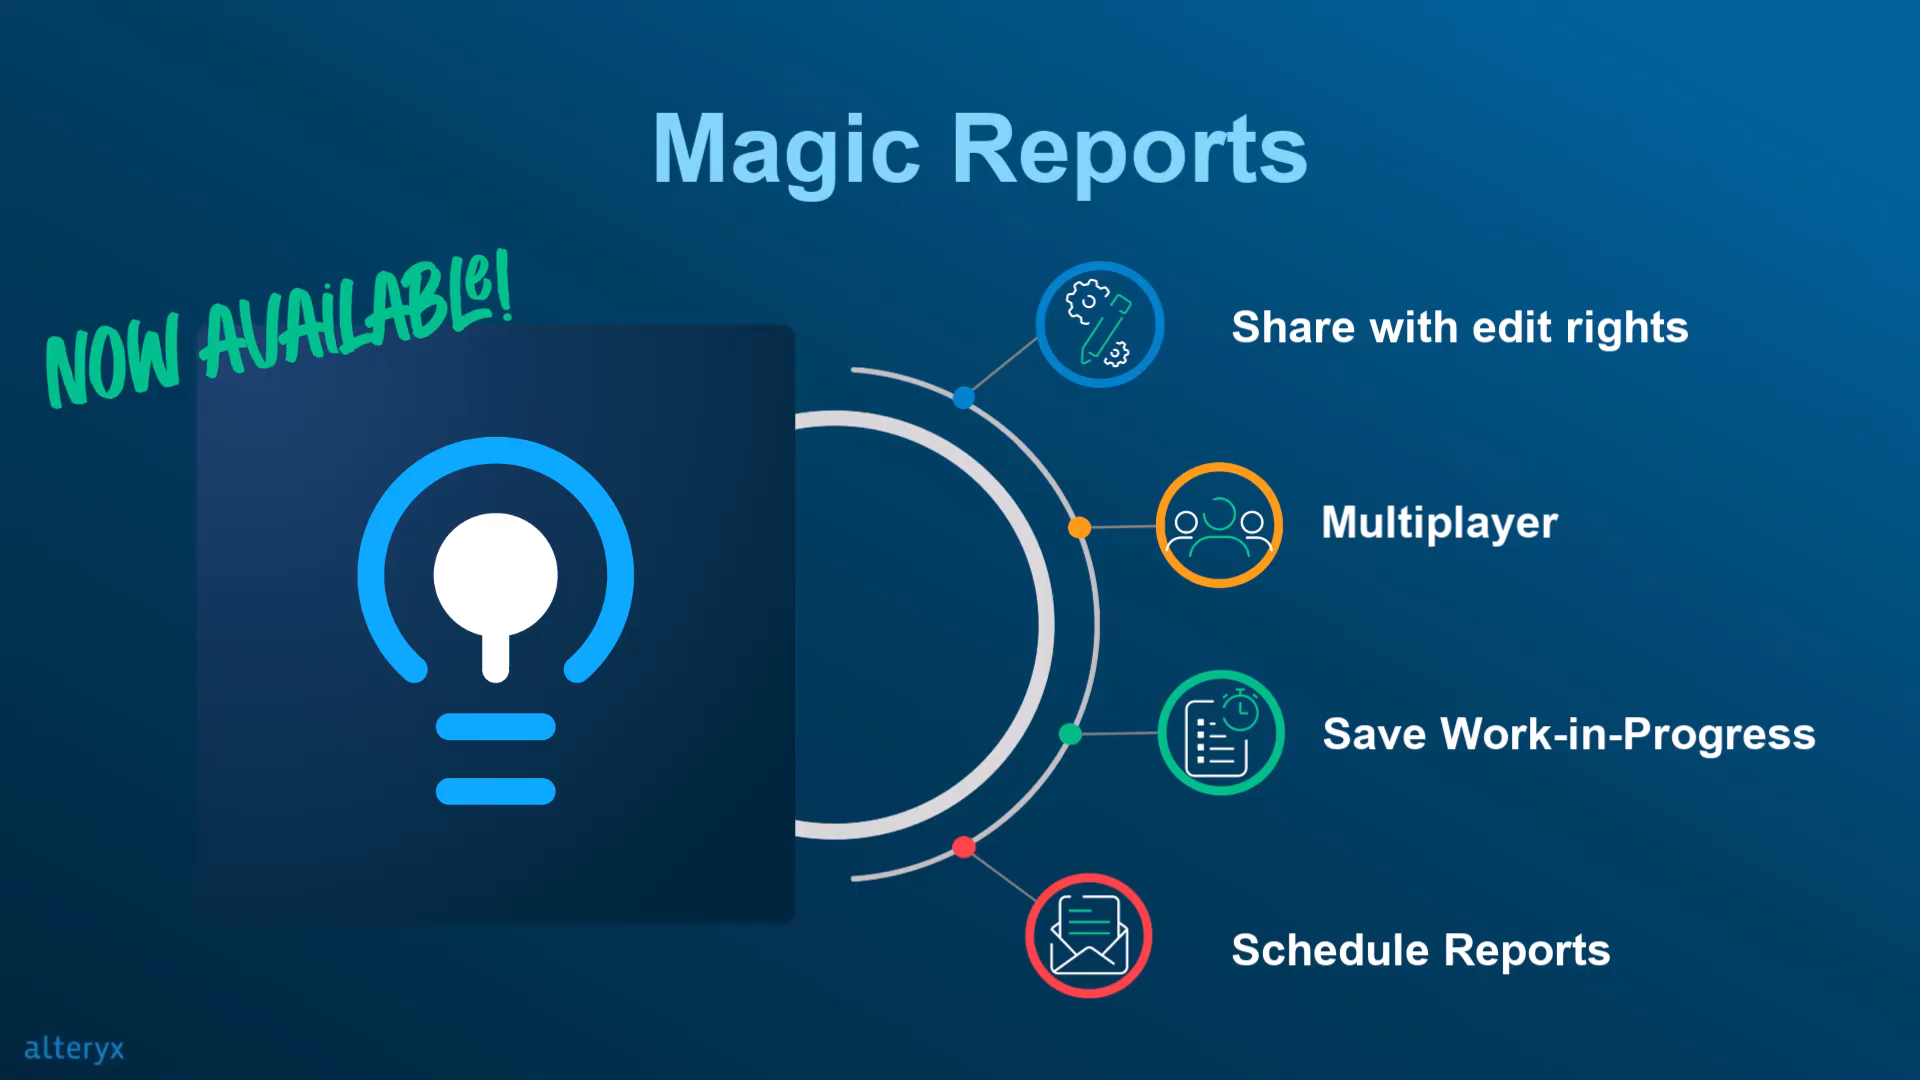 Magic Reports
NOW AVAILABLE!
Share with edit rights
Multiplayer
Save Work-in-Progress
Schedule Reports
alteryx